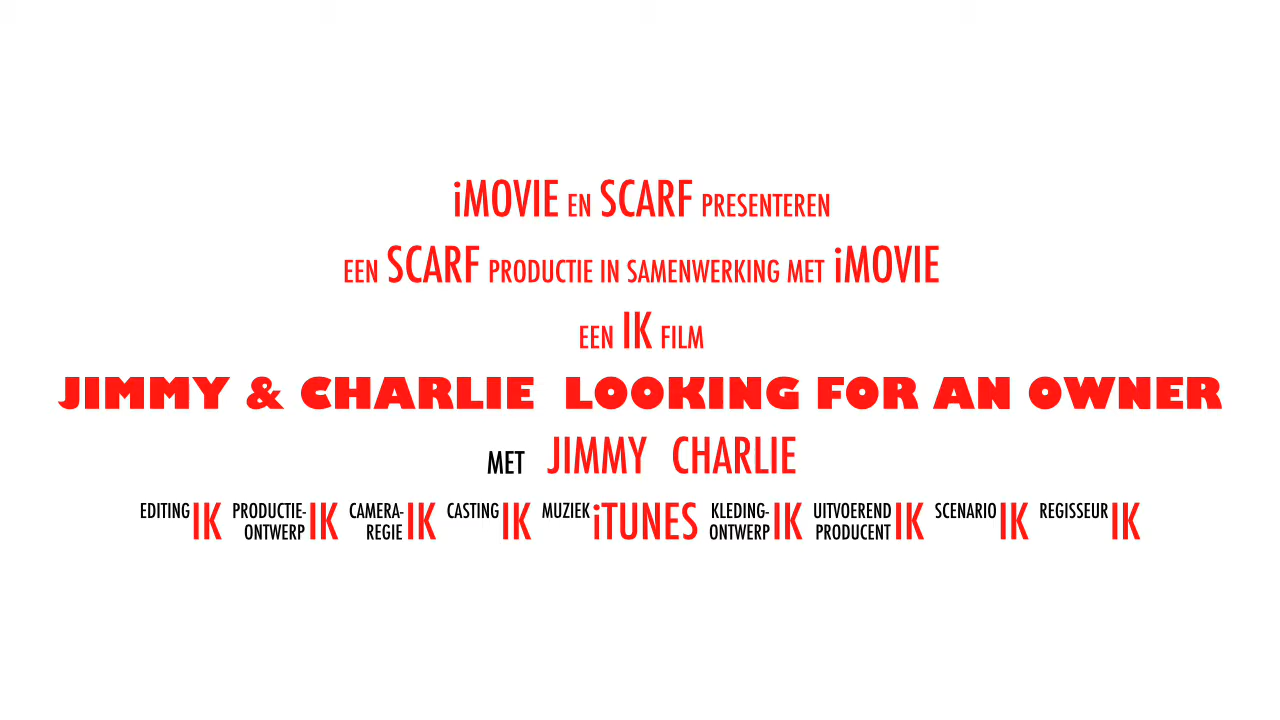 iMOVIE EN SCARF PRESENTEREN
EEN SCARF PRODUCTIE IN SAMENWERKING MET iMOVIE
EEN IK FILM
JIMMY & CHARLIE LOOKING FOR AN OWNER
MET JIMMY CHARLIE
EDITING IK PRODUCTIE-ONTWERP IK CAMERA-REGIE IK CASTING IK MUZIEK iTUNES KLEDING-ONTWERP IK UITVOEREND PRODUCENT IK SCENARIO IK REGISSEUR IK